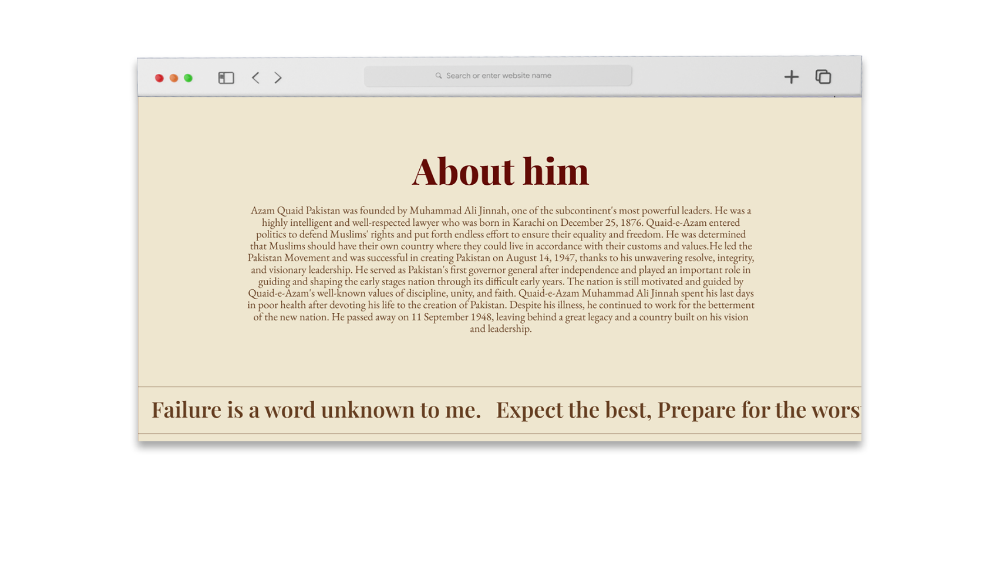 Search or enter website name
About him
Azam Quaid Pakistan was founded by Muhammad Ali Jinnah, one of the subcontinent's most powerful leaders. He was a
highly intelligent and well-respected lawyer who was born in Karachi on December 25, 1876. Quaid-e-Azam entered
politics to defend Muslims' rights and put forth endless effort to ensure their equality and freedom. He was determined
that Muslims should have their own country where they could live in accordance with their customs and values.He led the
Pakistan Movement and was successful in creating Pakistan on August 14, 1947, thanks to his unwavering resolve, integrity,
and visionary leadership. He served as Pakistan's first governor general after independence and played an important role in
guiding and shaping the early stages nation through its difficult early years. The nation is still motivated and guided by
Quaid-e-Azam's well-known values of discipline, unity, and faith. Quaid-e-Azam Muhammad Ali Jinnah spent his last days
in poor health after devoting his life to the creation of Pakistan. Despite his illness, he continued to work for the betterment
of the new nation. He passed away on 11 September 1948, leaving behind a great legacy and a country built on his vision
and leadership.
Failure is a word unknown to me. Expect the best, Prepare for the wors